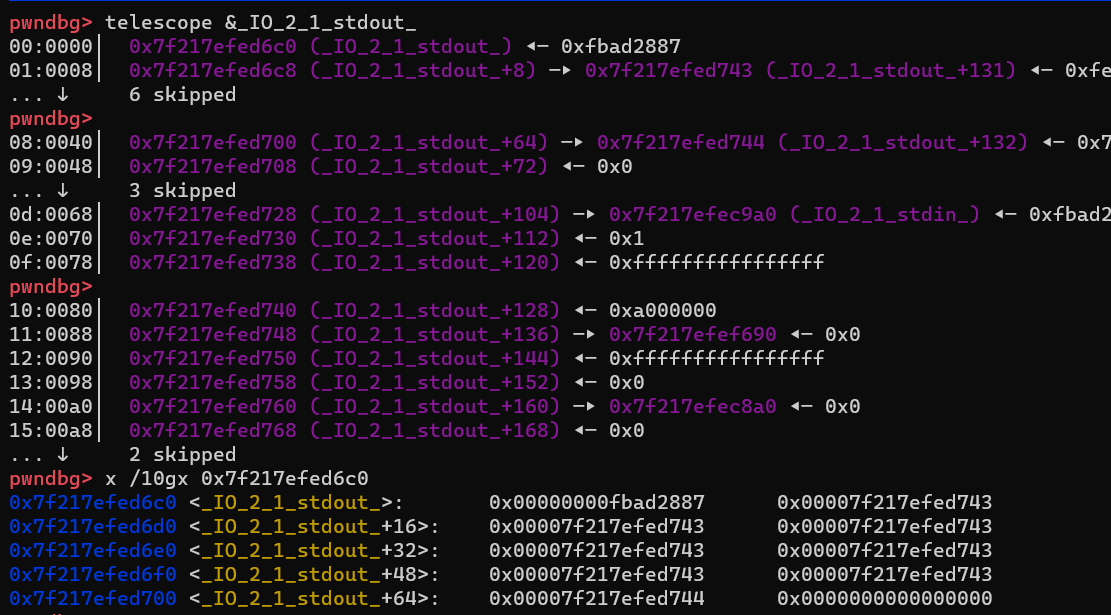 pwndbg> telescope &_IO_2_1_stdout_
00:0000│ 0x7f217efed6c0 (_IO_2_1_stdout_) ◂— 0xfbad2887
01:0008│ 0x7f217efed6c8 (_IO_2_1_stdout_+8) —▸ 0x7f217efed743 (_IO_2_1_stdout_+131) ◂— 0xfe
... ↓ 6 skipped
pwndbg>
08:0040│ 0x7f217efed700 (_IO_2_1_stdout_+64) —▸ 0x7f217efed744 (_IO_2_1_stdout_+132) ◂— 0x7
09:0048│ 0x7f217efed708 (_IO_2_1_stdout_+72) ◂— 0x0
... ↓ 3 skipped
0d:0068│ 0x7f217efed728 (_IO_2_1_stdout_+104) —▸ 0x7f217efec9a0 (_IO_2_1_stdin_) ◂— 0xfbad2
0e:0070│ 0x7f217efed730 (_IO_2_1_stdout_+112) ◂— 0x1
0f:0078│ 0x7f217efed738 (_IO_2_1_stdout_+120) ◂— 0xffffffffffffffff
pwndbg>
10:0080│ 0x7f217efed740 (_IO_2_1_stdout_+128) ◂— 0xa000000
11:0088│ 0x7f217efed748 (_IO_2_1_stdout_+136) —▸ 0x7f217efef690 ◂— 0x0
12:0090│ 0x7f217efed750 (_IO_2_1_stdout_+144) ◂— 0xffffffffffffffff
13:0098│ 0x7f217efed758 (_IO_2_1_stdout_+152) ◂— 0x0
14:00a0│ 0x7f217efed760 (_IO_2_1_stdout_+160) —▸ 0x7f217efec8a0 ◂— 0x0
15:00a8│ 0x7f217efed768 (_IO_2_1_stdout_+168) ◂— 0x0
... ↓ 2 skipped
pwndbg> x /10gx 0x7f217efed6c0
0x7f217efed6c0 <_IO_2_1_stdout_>: 0x00000000fbad2887 0x00007f217efed743
0x7f217efed6d0 <_IO_2_1_stdout_+16>: 0x00007f217efed743 0x00007f217efed743
0x7f217efed6e0 <_IO_2_1_stdout_+32>: 0x00007f217efed743 0x00007f217efed743
0x7f217efed6f0 <_IO_2_1_stdout_+48>: 0x00007f217efed743 0x00007f217efed743
0x7f217efed700 <_IO_2_1_stdout_+64>: 0x00007f217efed744 0x0000000000000000